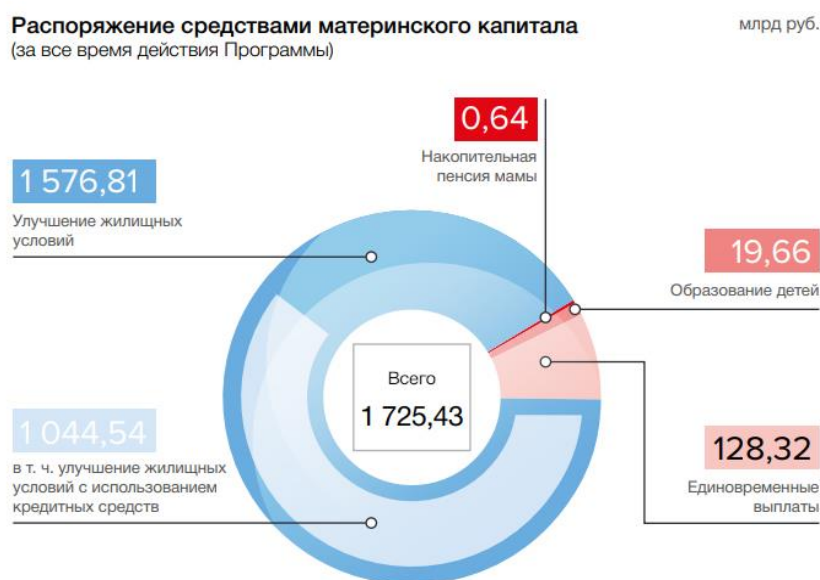 Распоряжение средствами материнского капитала
(за все время действия Программы)
млрд руб.
0,64
Накопительная
пенсия мамы
1 576,81
Улучшение жилищных
условий
19,66
Образование детей
Всего
1 725,43
1 044,54
в т. ч. улучшение жилищных
условий с использованием
кредитных средств
128,32
Единовременные
выплаты